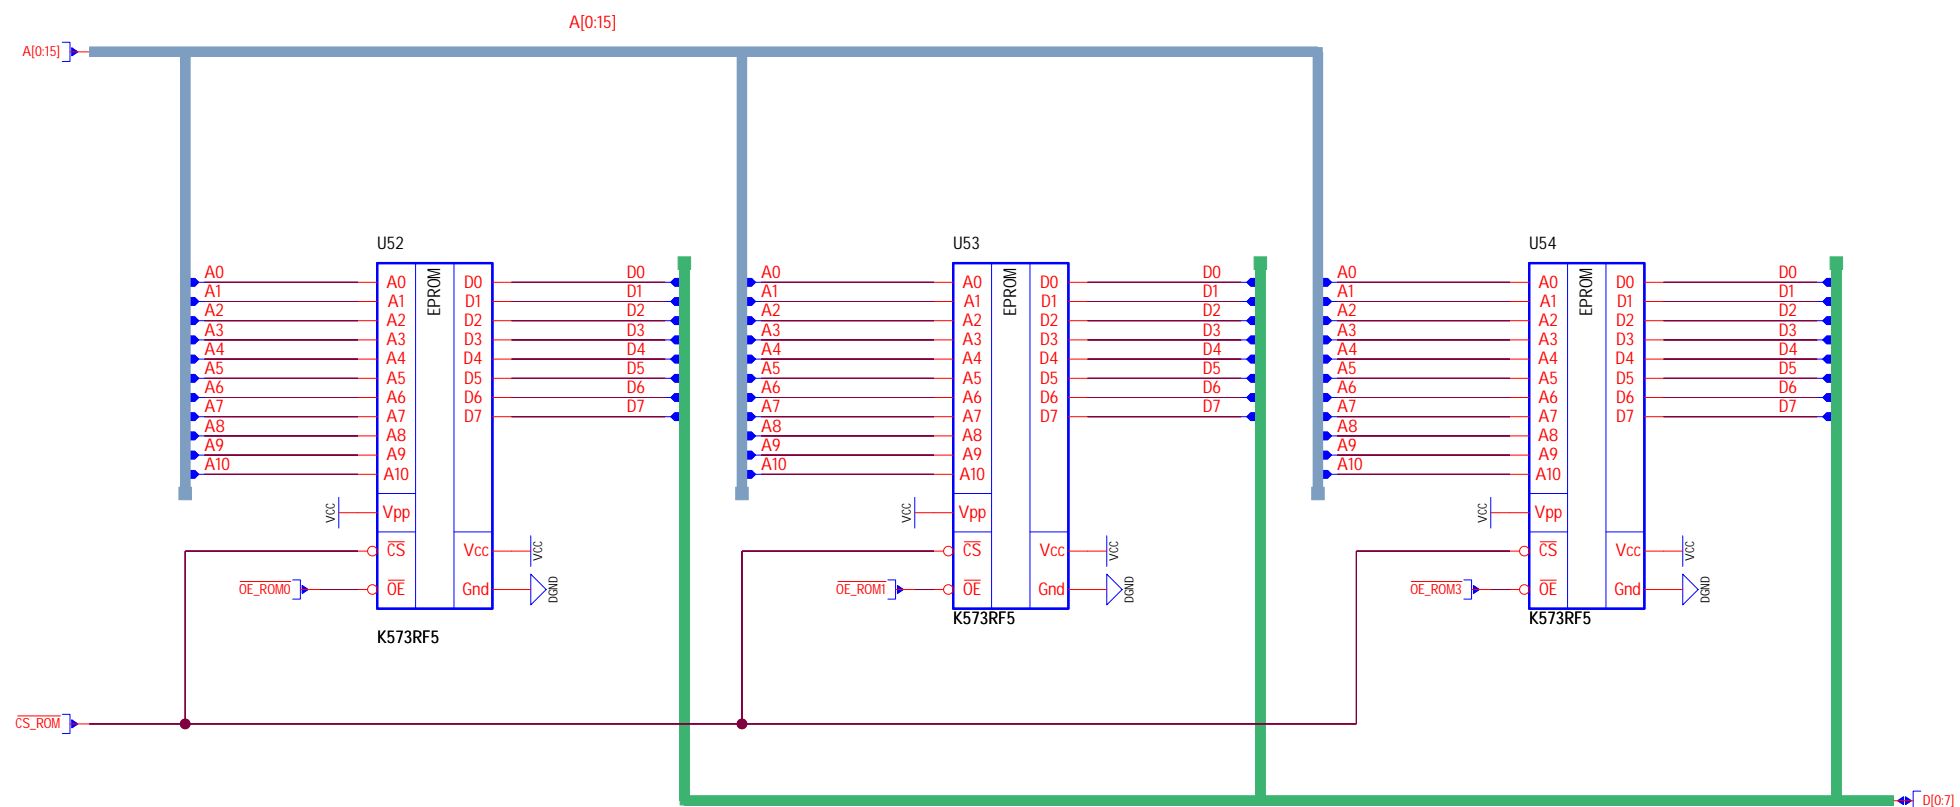 A[0:15]
A[0:15]
U52
U53
U54
A0 A0 EPROM D0 D0 A0 A0 EPROM D0 D0 A0 A0 EPROM D0 D0
A1 A1 D1 D1 A1 A1 D1 D1 A1 A1 D1 D1
A2 A2 D2 D2 A2 A2 D2 D2 A2 A2 D2 D2
A3 A3 D3 D3 A3 A3 D3 D3 A3 A3 D3 D3
A4 A4 D4 D4 A4 A4 D4 D4 A4 A4 D4 D4
A5 A5 D5 D5 A5 A5 D5 D5 A5 A5 D5 D5
A6 A6 D6 D6 A6 A6 D6 D6 A6 A6 D6 D6
A7 A7 D7 D7 A7 A7 D7 D7 A7 A7 D7 D7
A8 A8 A8 A8 A8 A8
A9 A9 A9 A9 A9 A9
A10 A10 A10 A10 A10 A10
VCC Vpp VCC Vpp VCC Vpp
CS Vcc VCC CS Vcc VCC CS Vcc VCC
OE_ROM0 OE Gnd DGND OE_ROM1 OE Gnd DGND OE_ROM3 OE Gnd DGND
K573RF5 K573RF5 K573RF5
CS_ROM
D[0:7]